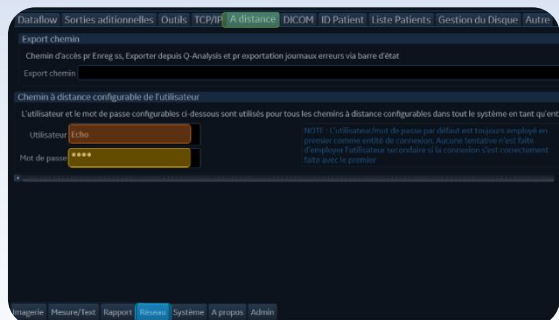 Dataflow Sorties aditionnelles Outils TCP/IP A distance DICOM ID Patient Liste Patients Gestion du Disque Autre
Export chemin
Chemin d'accès pr Enreg ss, Exporter depuis Q-Analysis et pr exportation journaux erreurs via barre d'état
Export chemin
Chemin à distance configurable de l'utilisateur
L'utilisateur et le mot de passe configurables ci-dessous sont utilisés pour tous les chemins à distance configurables dans tout le système en tant qu'ent
Utilisateur Echo
NOTE : L'utilisateur/mot de passe par défaut est toujours employé en
premier comme entité de connexion. Aucune tentative n'est faite
d'employer l'utilisateur secondaire si la connexion s'est correctement
faite avec le premier
Mot de passe ****
Imagerie Mesure/Text Rapport Réseau Système A propos Admin